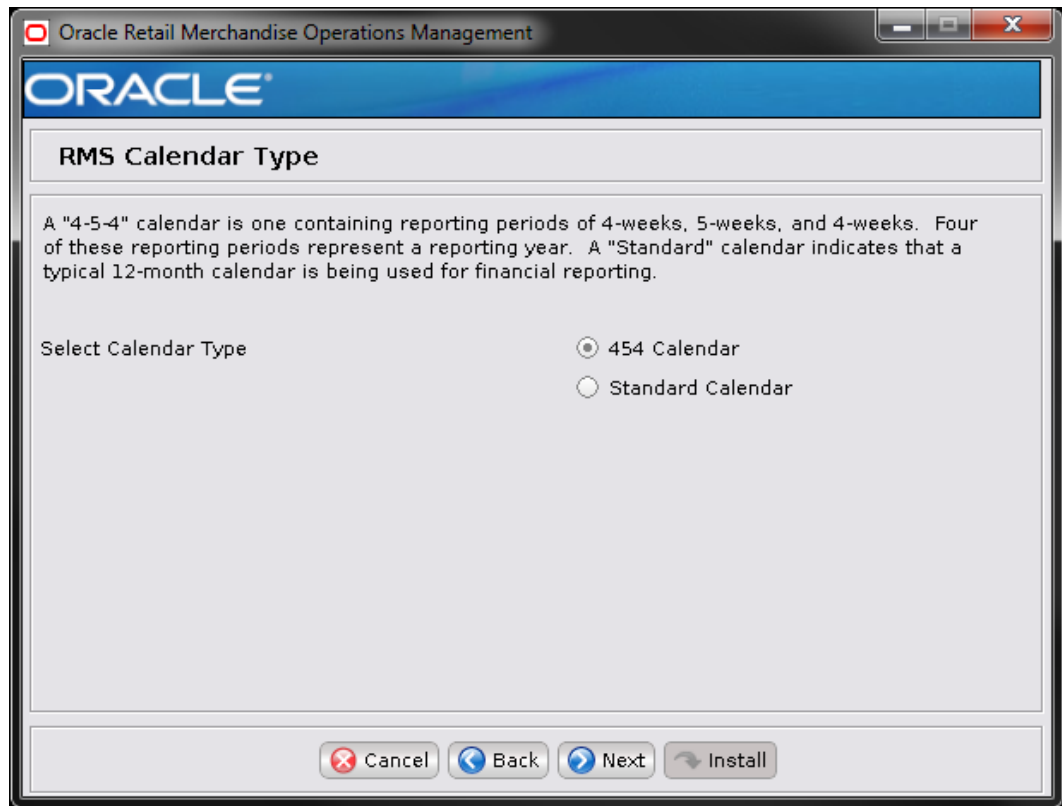 Oracle Retail Merchandise Operations Management
ORACLE®
RMS Calendar Type
A "4-5-4" calendar is one containing reporting periods of 4-weeks, 5-weeks, and 4-weeks.  Four
of these reporting periods represent a reporting year.  A "Standard" calendar indicates that a
typical 12-month calendar is being used for financial reporting.
Select Calendar Type
454 Calendar
Standard Calendar
Cancel Back Next Install